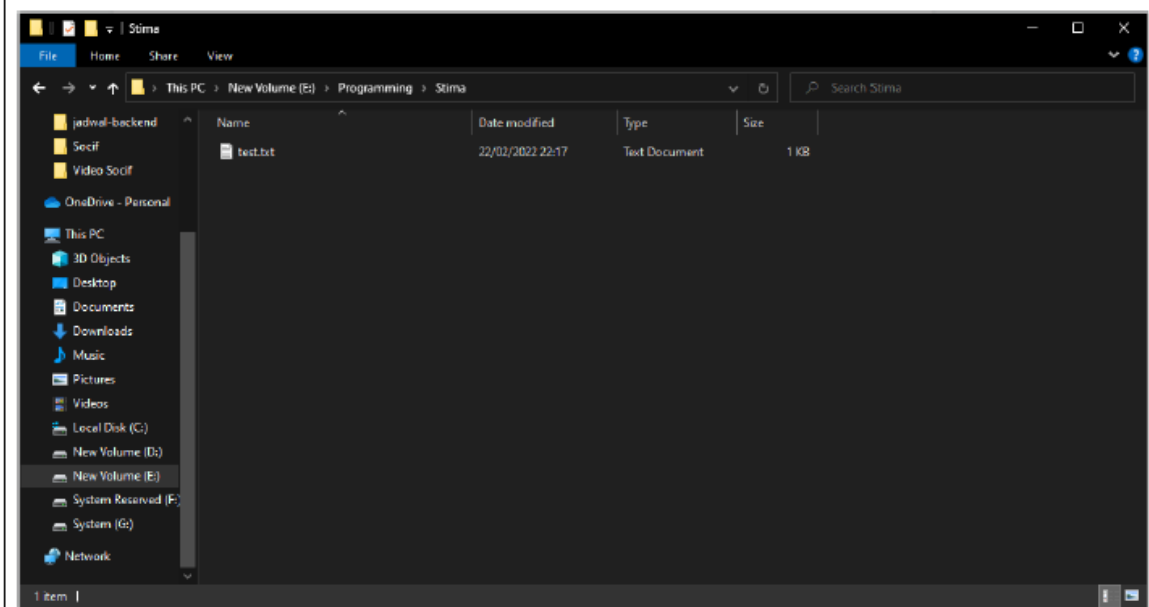 Stima
File Home Share View
This PC > New Volume (E:) > Programming > Stima
Search Stima
Name Date modified Type Size
test.txt 22/02/2022 22:17 Text Document 1 KB
jadwal-backend
Socif
Video Socif
OneDrive - Personal
This PC
3D Objects
Desktop
Documents
Downloads
Music
Pictures
Videos
Local Disk (C:)
New Volume (D:)
New Volume (E:)
System Reserved (F:)
System (G:)
Network
1 item